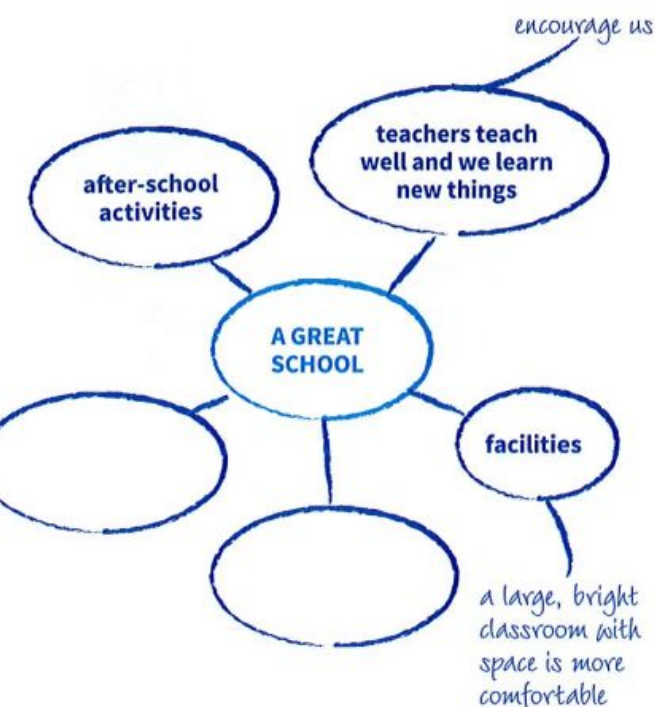 encourage us
teachers teach
well and we learn
new things
after-school
activities
A GREAT
SCHOOL
facilities
a large, bright
classroom with
space is more
comfortable